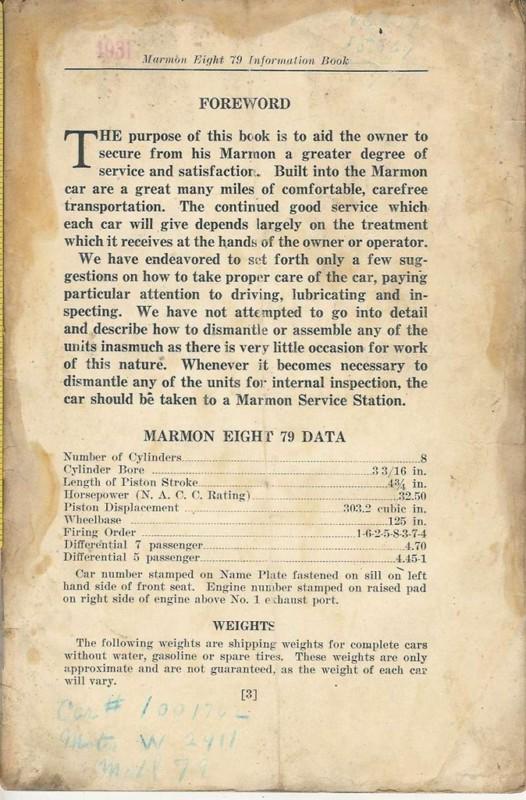 1931
Marmon Eight 79 Information Book
FOREWORD
THE purpose of this book is to aid the owner to
secure from his Marmon a greater degree of
service and satisfaction. Built into the Marmon
car are a great many miles of comfortable, carefree
transportation. The continued good service which
each car will give depends largely on the treatment
which it receives at the hands of the owner or operator.
We have endeavored to set forth only a few sug-
gestions on how to take proper care of the car, paying
particular attention to driving, lubricating and in-
specting. We have not attempted to go into detail
and describe how to dismantle or assemble any of the
units inasmuch as there is very little occasion for work
of this nature. Whenever it becomes necessary to
dismantle any of the units for internal inspection, the
car should be taken to a Marmon Service Station.
MARMON EIGHT 79 DATA
Number of Cylinders 8
Cylinder Bore 3 3/16 in.
Length of Piston Stroke 4¾ in.
Horsepower (N. A. C. C. Rating) 32.50
Piston Displacement 303.2 cubic in.
Wheelbase 125 in.
Firing Order 1-6-2-5-8-3-7-4
Differential 7 passenger 4.70
Differential 5 passenger 4.45-1
Car number stamped on Name Plate fastened on sill on left
hand side of front seat. Engine number stamped on raised pad
on right side of engine above No. 1 exhaust port.
WEIGHTS
The following weights are shipping weights for complete cars
without water, gasoline or spare tires. These weights are only
approximate and are not guaranteed, as the weight of each car
will vary.
[3]
Car #
W 2411
79